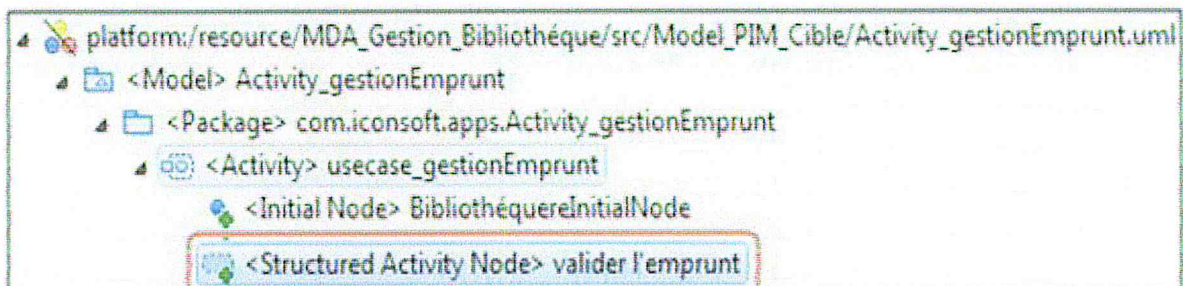 platform:/resource/MDA_Gestion_Bibliothéque/src/Model_PIM_Cible/Activity_gestionEmprunt.uml
<Model> Activity_gestionEmprunt
<Package> com.iconsoft.apps.Activity_gestionEmprunt
<Activity> usecase_gestionEmprunt
<Initial Node> BibliothéquereInitialNode
<Structured Activity Node> valider l'emprunt